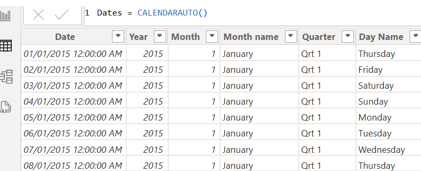 1 Dates = CALENDARAUTO()
Date Year Month Month name Quarter Day Name
01/01/2015 12:00:00 AM 2015 1 January Qrt 1 Thursday
02/01/2015 12:00:00 AM 2015 1 January Qrt 1 Friday
03/01/2015 12:00:00 AM 2015 1 January Qrt 1 Saturday
04/01/2015 12:00:00 AM 2015 1 January Qrt 1 Sunday
05/01/2015 12:00:00 AM 2015 1 January Qrt 1 Monday
06/01/2015 12:00:00 AM 2015 1 January Qrt 1 Tuesday
07/01/2015 12:00:00 AM 2015 1 January Qrt 1 Wednesday
08/01/2015 12:00:00 AM 2015 1 January Qrt 1 Thursday